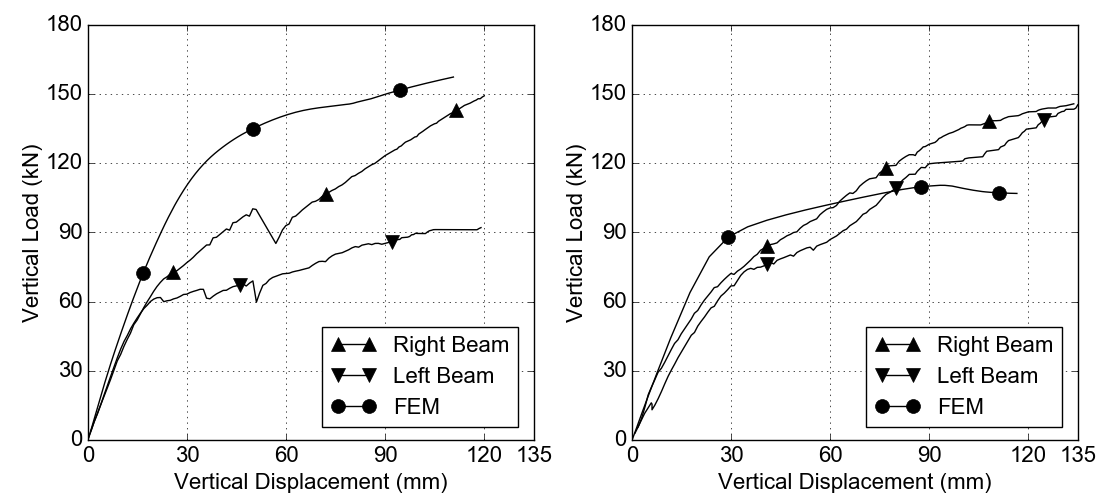 180
150
120
90
60
30
0
Vertical Load (kN)
0 30 60 90 120 135
Vertical Displacement (mm)
Right Beam
Left Beam
FEM
180
150
120
90
60
30
0
Vertical Load (kN)
0 30 60 90 120 135
Vertical Displacement (mm)
Right Beam
Left Beam
FEM